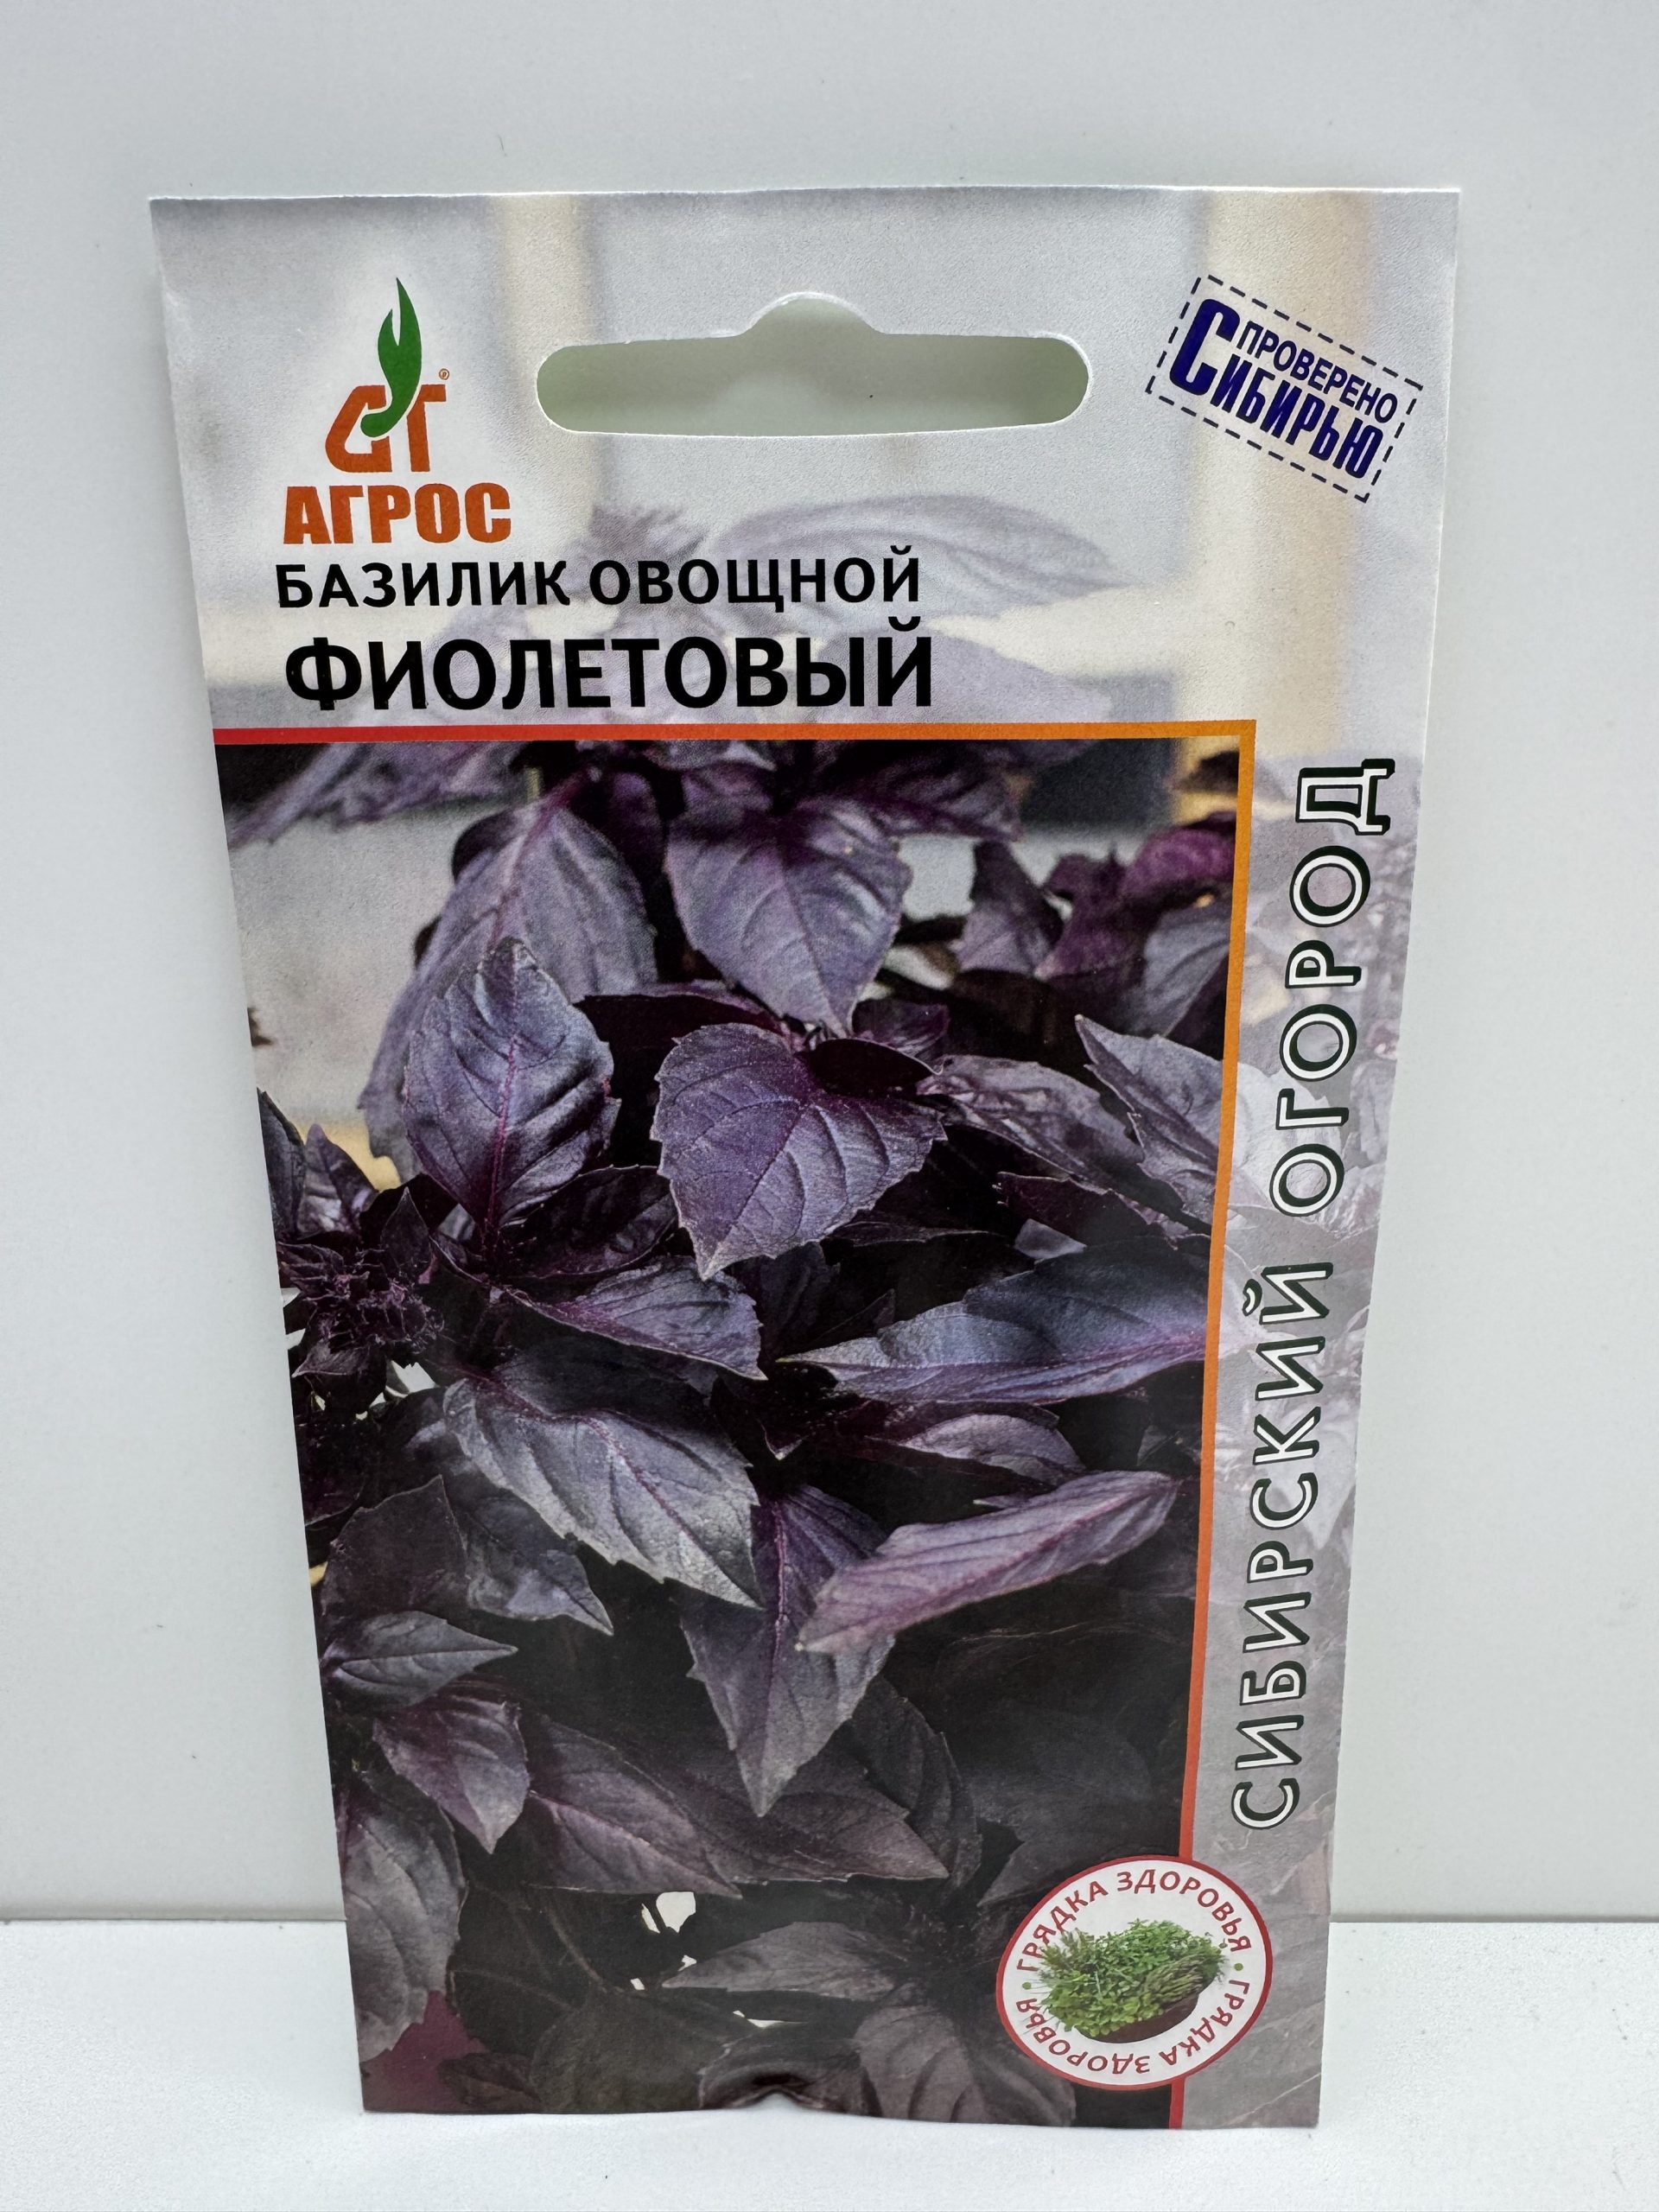 АГРОС
ПРОВЕРЕНО
СИБИРЬЮ
БАЗИЛИК ОВОЩНОЙ
ФИОЛЕТОВЫЙ
СИБИРСКИЙ ОГОРОД
ГРЯДКА ЗДОРОВЬЯ • ГРЯДКА ЗДОРОВЬЯ •